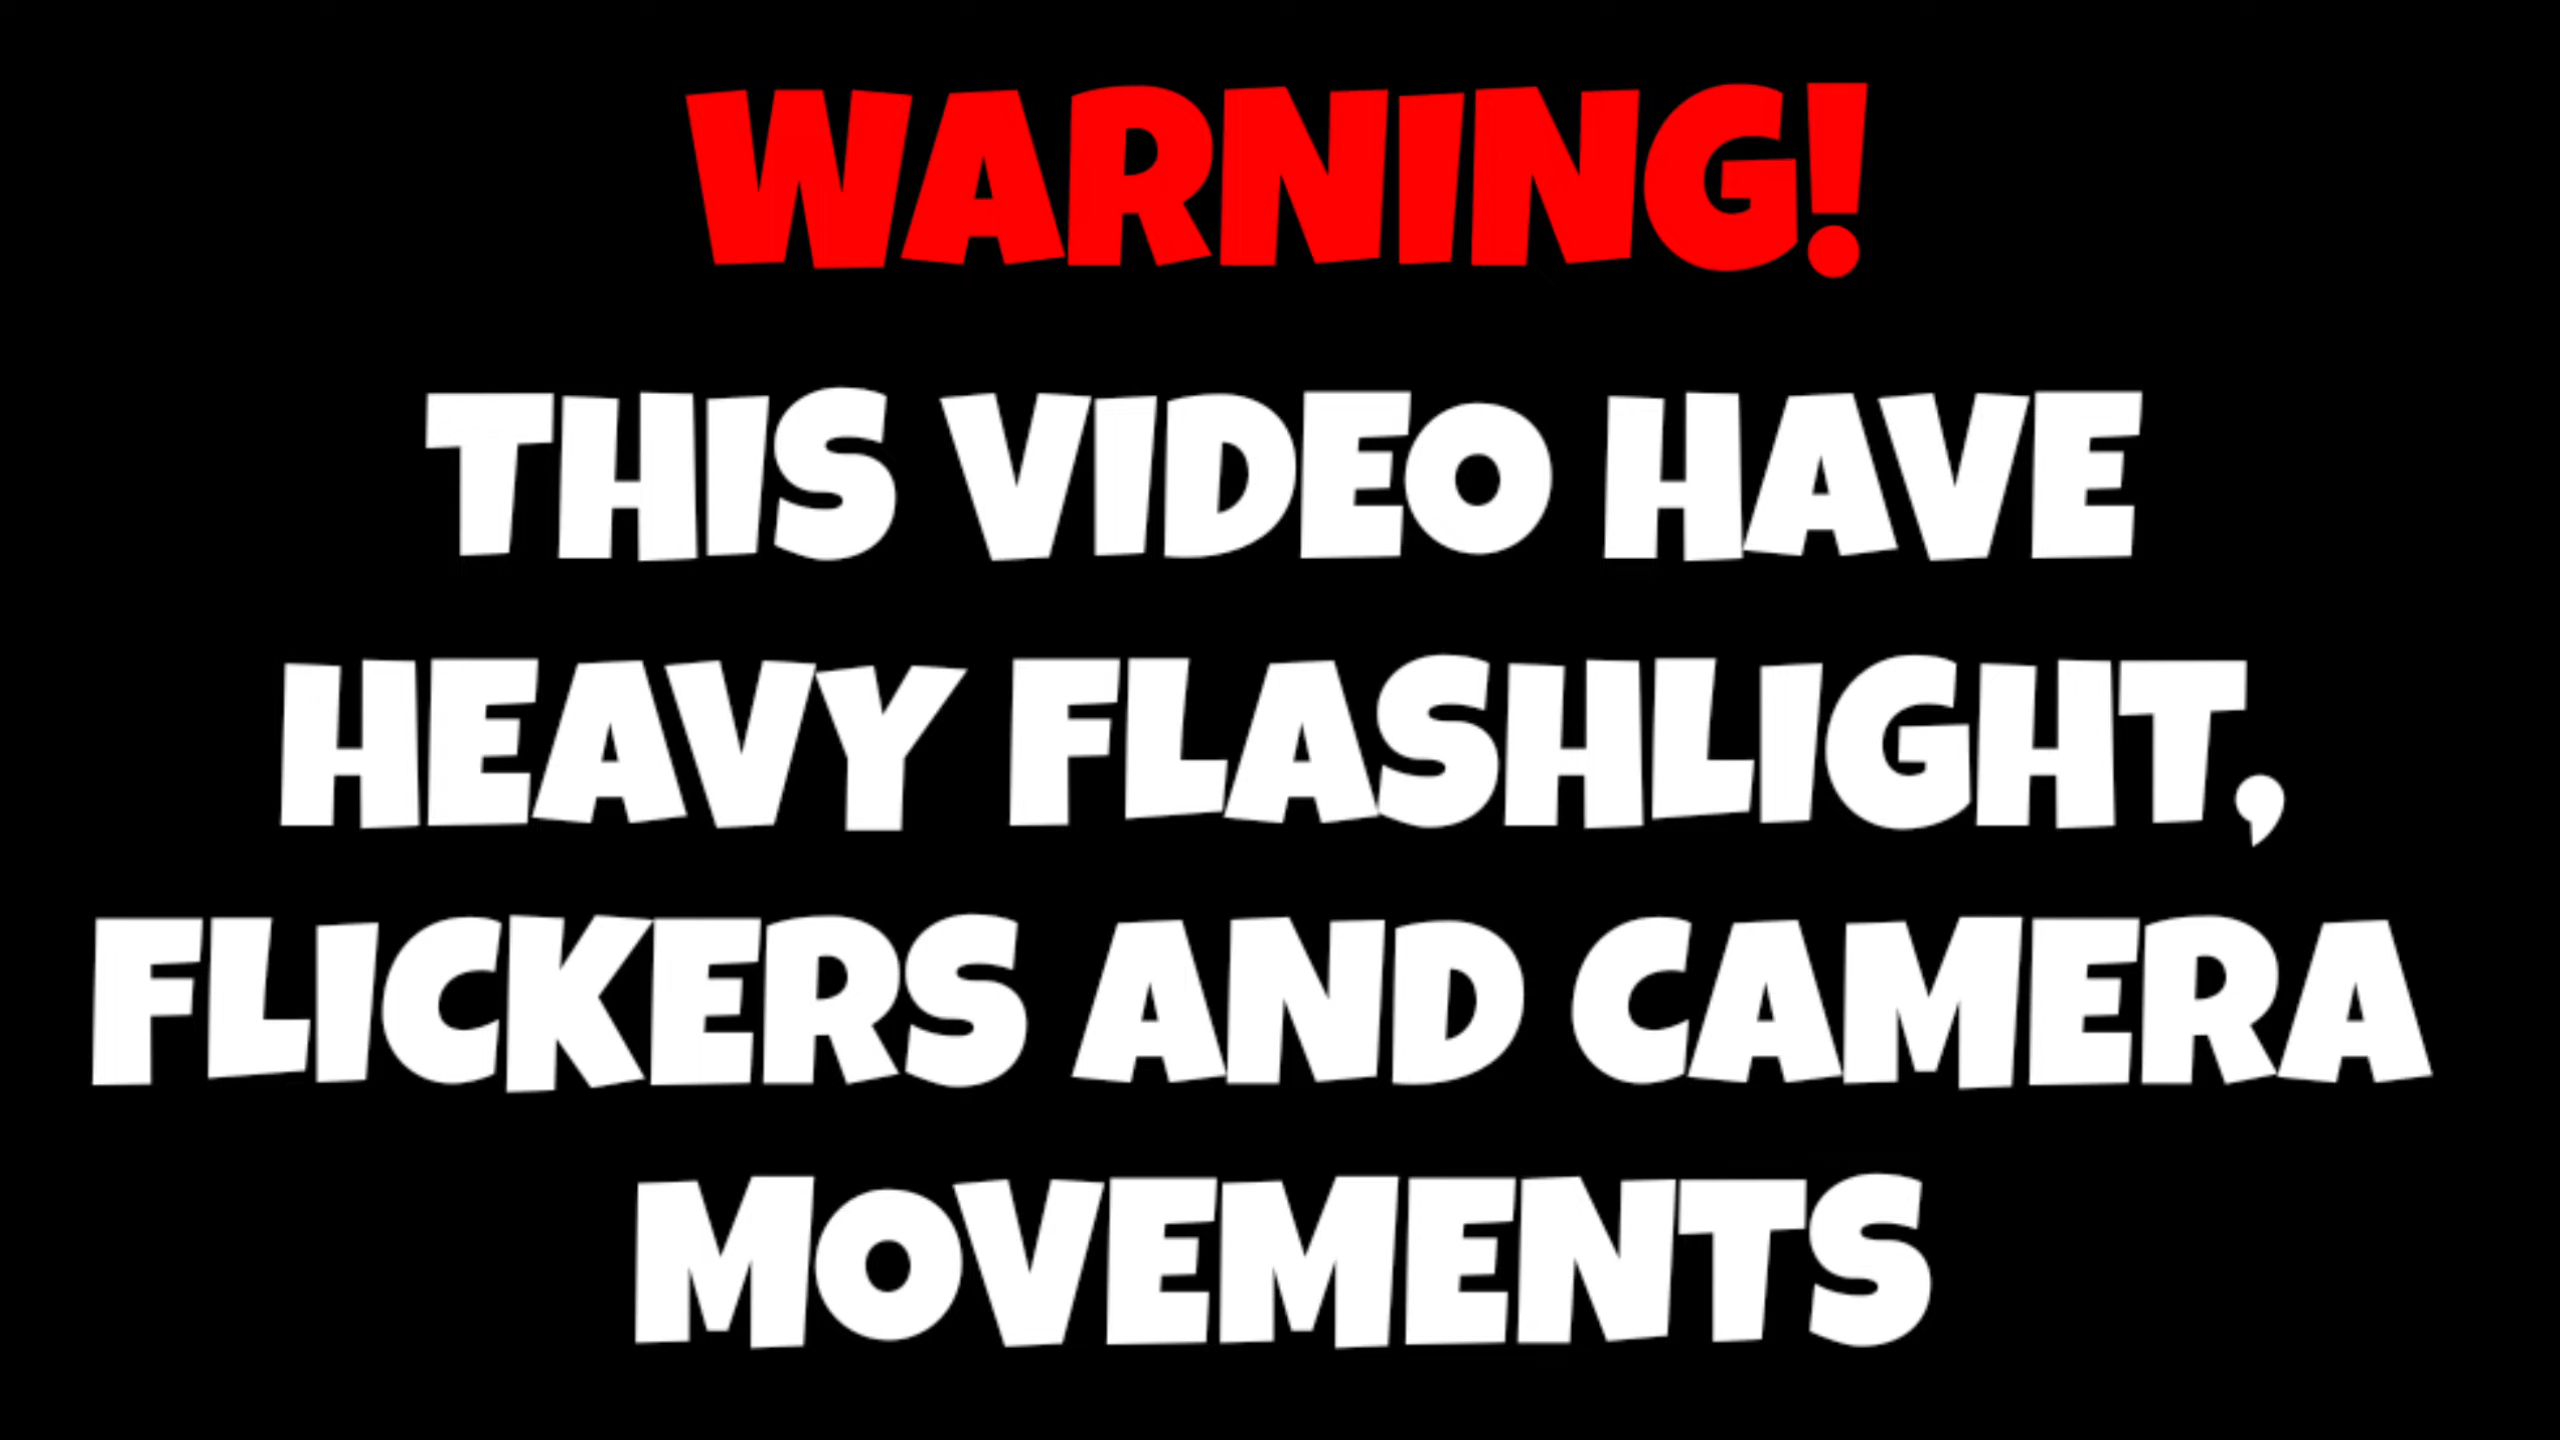 WARNING!
THIS VIDEO HAVE
HEAVY FLASHLIGHT,
FLICKERS AND CAMERA
MOVEMENTS